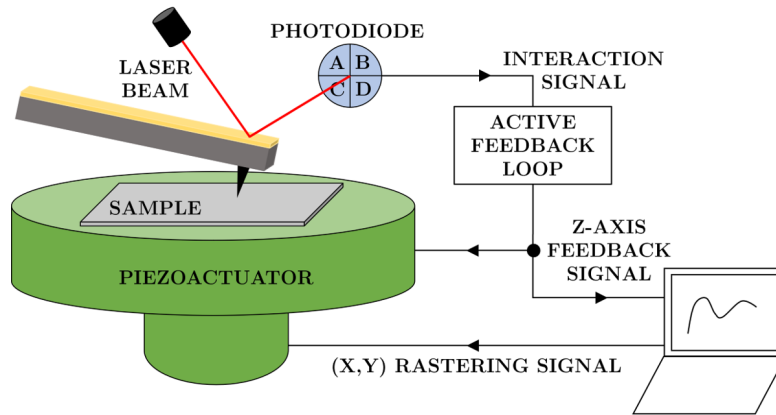 PHOTODIODE
LASER
BEAM
A B
C D
INTERACTION
SIGNAL
ACTIVE
FEEDBACK
LOOP
SAMPLE
Z-AXIS
FEEDBACK
SIGNAL
PIEZOACTUATOR
(X,Y) RASTERING SIGNAL